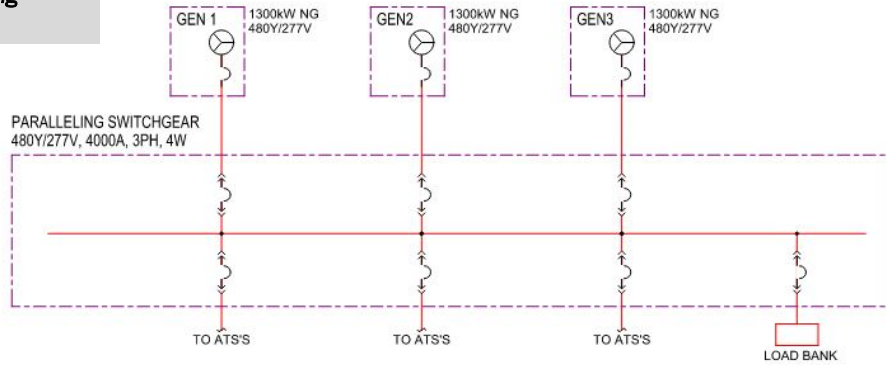 GEN 1
1300kW NG
480Y/277V
GEN2
1300kW NG
480Y/277V
GEN3
1300kW NG
480Y/277V
PARALLELING SWITCHGEAR
480Y/277V, 4000A, 3PH, 4W
TO ATS'S
TO ATS'S
TO ATS'S
LOAD BANK